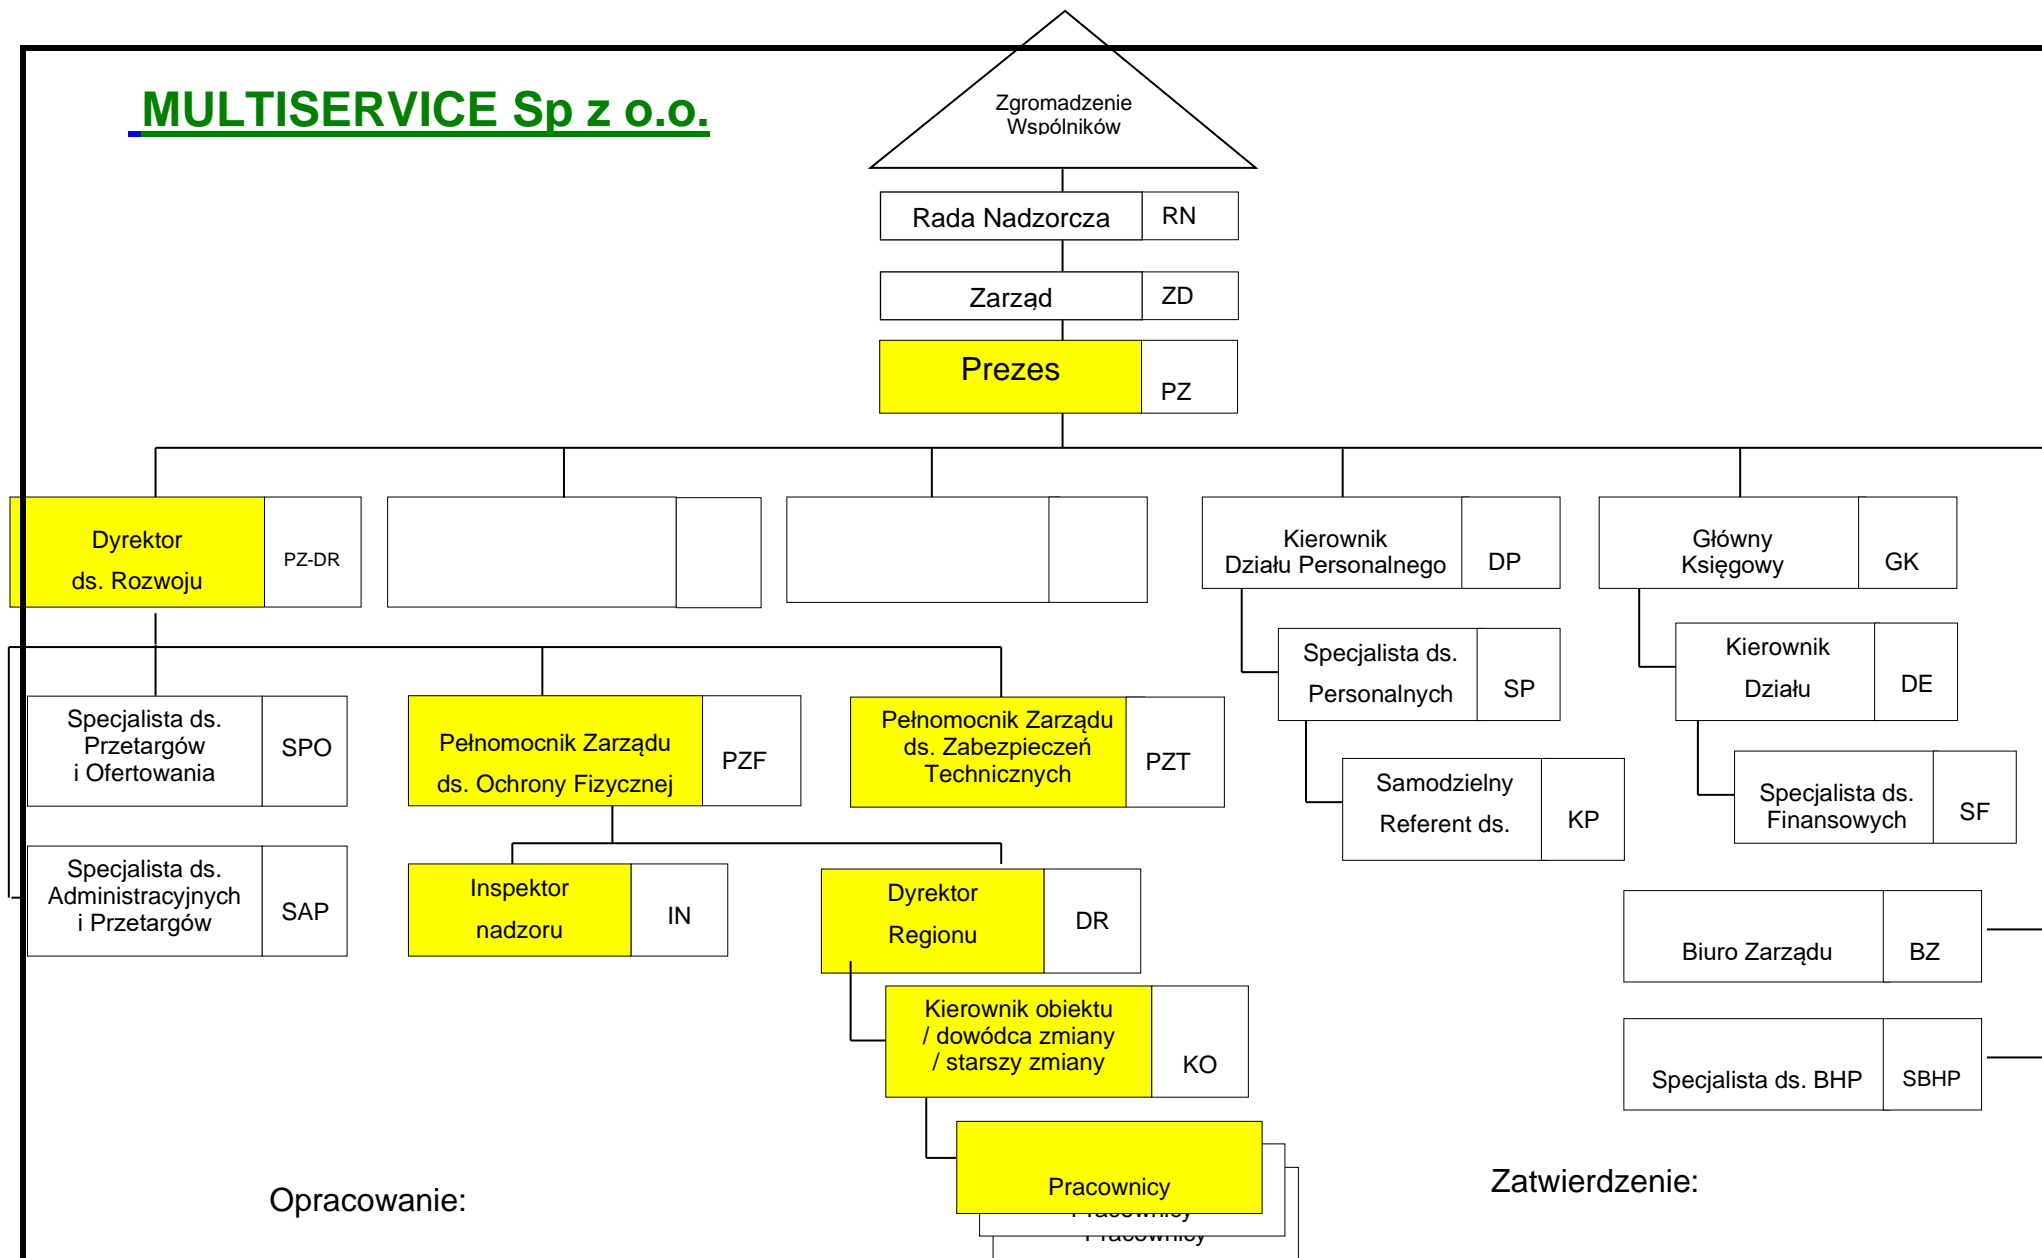 MULTISERVICE Sp z o.o.
Zgromadzenie
Wspólników
Rada Nadzorcza
RN
Zarząd
ZD
Prezes
PZ
Dyrektor
ds. Rozwoju
PZ-DR
Kierownik
Działu Personalnego
DP
Główny
Księgowy
GK
Specjalista ds.
Personalnych
SP
Kierownik
Działu
DE
Specjalista ds.
Przetargów
i Ofertowania
SPO
Pełnomocnik Zarządu
ds. Ochrony Fizycznej
PZF
Pełnomocnik Zarządu
ds. Zabezpieczeń
Technicznych
PZT
Samodzielny
Referent ds.
KP
Specjalista ds.
Finansowych
SF
Specjalista ds.
Administracyjnych
i Przetargów
SAP
Inspektor
nadzoru
IN
Dyrektor
Regionu
DR
Biuro Zarządu
BZ
Kierownik obiektu
/ dowódca zmiany
/ starszy zmiany
KO
Specjalista ds. BHP
SBHP
Pracownicy
Pracownicy
Pracownicy
Opracowanie:
Zatwierdzenie: